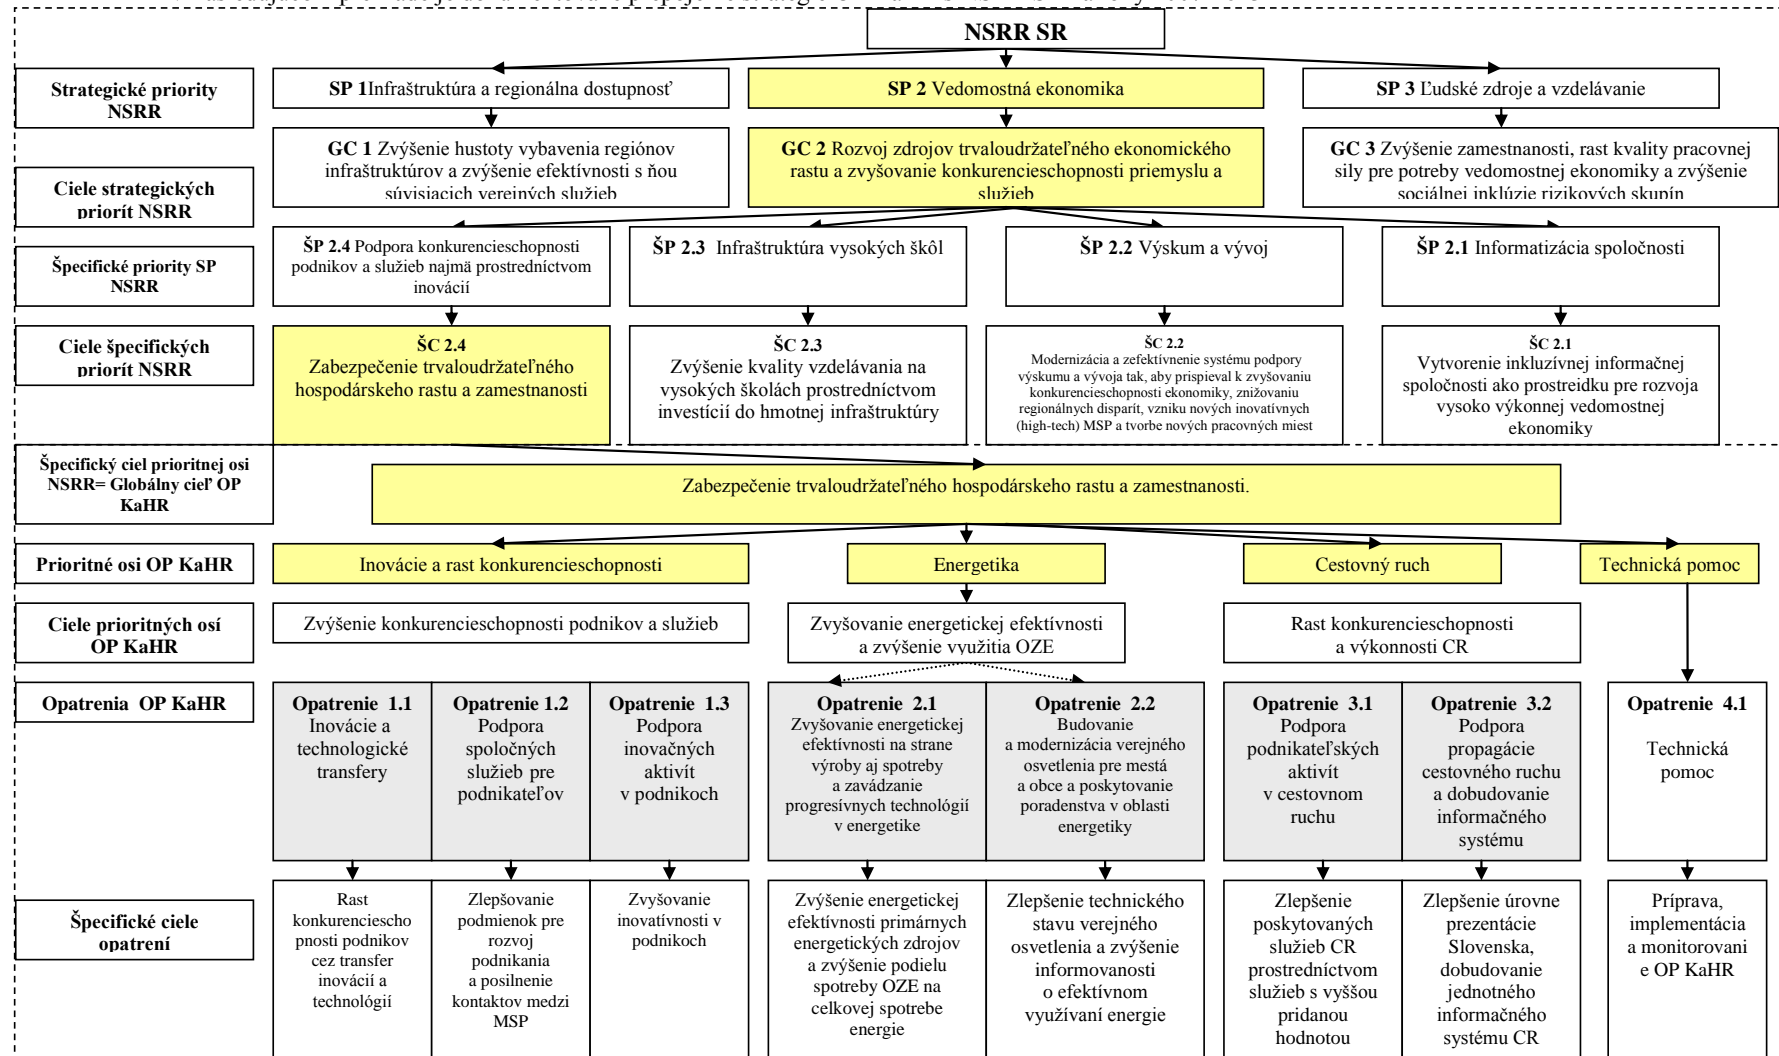 NSRR SR
Strategické priority
NSRR
SP 1Infraštruktúra a regionálna dostupnosť
SP 2 Vedomostná ekonomika
SP 3 Ľudské zdroje a vzdelávanie
Ciele strategických
priorít NSRR
GC 1 Zvýšenie hustoty vybavenia regiónov
infraštruktúrov a zvýšenie efektívnosti s ňou
súvisiacich verejných služieb
GC 2 Rozvoj zdrojov trvaloudržateľného ekonomického
rastu a zvyšovanie konkurencieschopnosti priemyslu a
služieb
GC 3 Zvýšenie zamestnanosti, rast kvality pracovnej
sily pre potreby vedomostnej ekonomiky a zvýšenie
sociálnej inklúzie rizikových skupín
Špecifické priority SP
NSRR
ŠP 2.4 Podpora konkurencieschopnosti
podnikov a služieb najmä prostredníctvom
inovácií
ŠP 2.3 Infraštruktúra vysokých škôl
ŠP 2.2 Výskum a vývoj
ŠP 2.1 Informatizácia spoločnosti
Ciele špecifických
priorít NSRR
ŠC 2.4
Zabezpečenie trvaloudržateľného
hospodárskeho rastu a zamestnanosti
ŠC 2.3
Zvýšenie kvality vzdelávania na
vysokých školách prostredníctvom
investícií do hmotnej infraštruktúry
ŠC 2.2
Modernizácia a zefektívnenie systému podpory
výskumu a vývoja tak, aby prispieval k zvyšovaniu
konkurencieschopnosti ekonomiky, znižovaniu
regionálnych disparít, vzniku nových inovatívnych
(high-tech) MSP a tvorbe nových pracovných miest
ŠC 2.1
Vytvorenie inkluzívnej informačnej
spoločnosti ako prostreidku pre rozvoja
vysoko výkonnej vedomostnej
ekonomiky
Špecifický ciel prioritnej osi
NSRR= Globálny cieľ OP
KaHR
Zabezpečenie trvaloudržateľného hospodárskeho rastu a zamestnanosti.
Prioritné osi OP KaHR
Inovácie a rast konkurencieschopnosti
Energetika
Cestovný ruch
Technická pomoc
Ciele prioritných osí
OP KaHR
Zvýšenie konkurencieschopnosti podnikov a služieb
Zvyšovanie energetickej efektívnosti
a zvýšenie využitia OZE
Rast konkurencieschopnosti
a výkonnosti CR
Opatrenia OP KaHR
Opatrenie 1.1
Inovácie a
technologické
transfery
Opatrenie 1.2
Podpora
spoločných
služieb pre
podnikateľov
Opatrenie 1.3
Podpora
inovačných
aktivít
v podnikoch
Opatrenie 2.1
Zvyšovanie energetickej
efektívnosti na strane
výroby aj spotreby
a zavádzanie
progresívnych technológií
v energetike
Opatrenie 2.2
Budovanie
a modernizácia verejného
osvetlenia pre mestá
a obce a poskytovanie
poradenstva v oblasti
energetiky
Opatrenie 3.1
Podpora
podnikateľských
aktivít
v cestovnom
ruchu
Opatrenie 3.2
Podpora
propagácie
cestovného ruchu
a dobudovanie
informačného
systému
Opatrenie 4.1
Technická
pomoc
Špecifické ciele
opatrení
Rast
konkurenciescho
pnosti podnikov
cez transfer
inovácií a
technológií
Zlepšovanie
podmienok pre
rozvoj
podnikania
a posilnenie
kontaktov medzi
MSP
Zvyšovanie
inovatívnosti v
podnikoch
Zvýšenie energetickej
efektívnosti primárnych
energetických zdrojov
a zvýšenie podielu
spotreby OZE na
celkovej spotrebe
energie
Zlepšenie technického
stavu verejného
osvetlenia a zvýšenie
informovanosti
o efektívnom
využívaní energie
Zlepšenie
poskytovaných
služieb CR
prostredníctvom
služieb s vyššou
pridanou
hodnotou
Zlepšenie úrovne
prezentácie
Slovenska,
dobudovanie
jednotného
informačného
systému CR
Príprava,
implementácia
a monitorovani
e OP KaHR